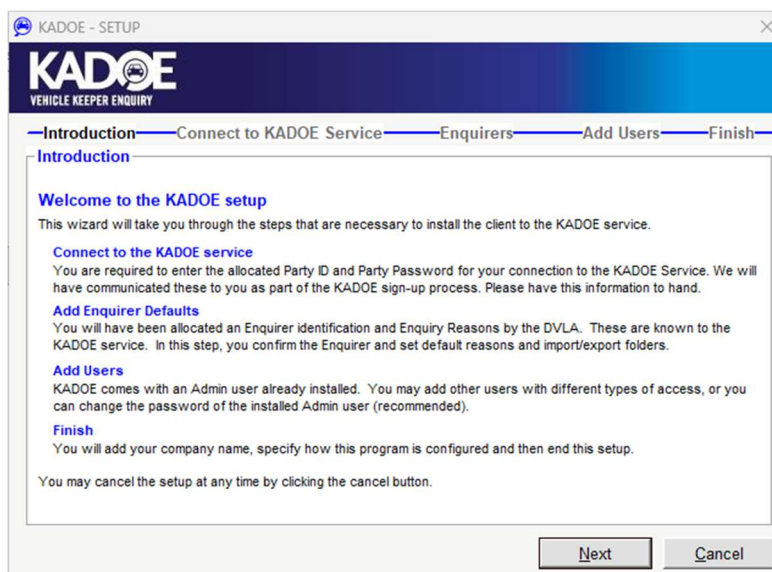 KADOE - SETUP
KADOE
VEHICLE KEEPER ENQUIRY
Introduction Connect to KADOE Service Enquirers Add Users Finish
Introduction
Welcome to the KADOE setup
This wizard will take you through the steps that are necessary to install the client to the KADOE service.
Connect to the KADOE service
You are required to enter the allocated Party ID and Party Password for your connection to the KADOE Service. We will
have communicated these to you as part of the KADOE sign-up process. Please have this information to hand.
Add Enquirer Defaults
You will have been allocated an Enquirer identification and Enquiry Reasons by the DVLA. These are known to the
KADOE service. In this step, you confirm the Enquirer and set default reasons and import/export folders.
Add Users
KADOE comes with an Admin user already installed. You may add other users with different types of access, or you
can change the password of the installed Admin user (recommended).
Finish
You will add your company name, specify how this program is configured and then end this setup.
You may cancel the setup at any time by clicking the cancel button.
Next Cancel